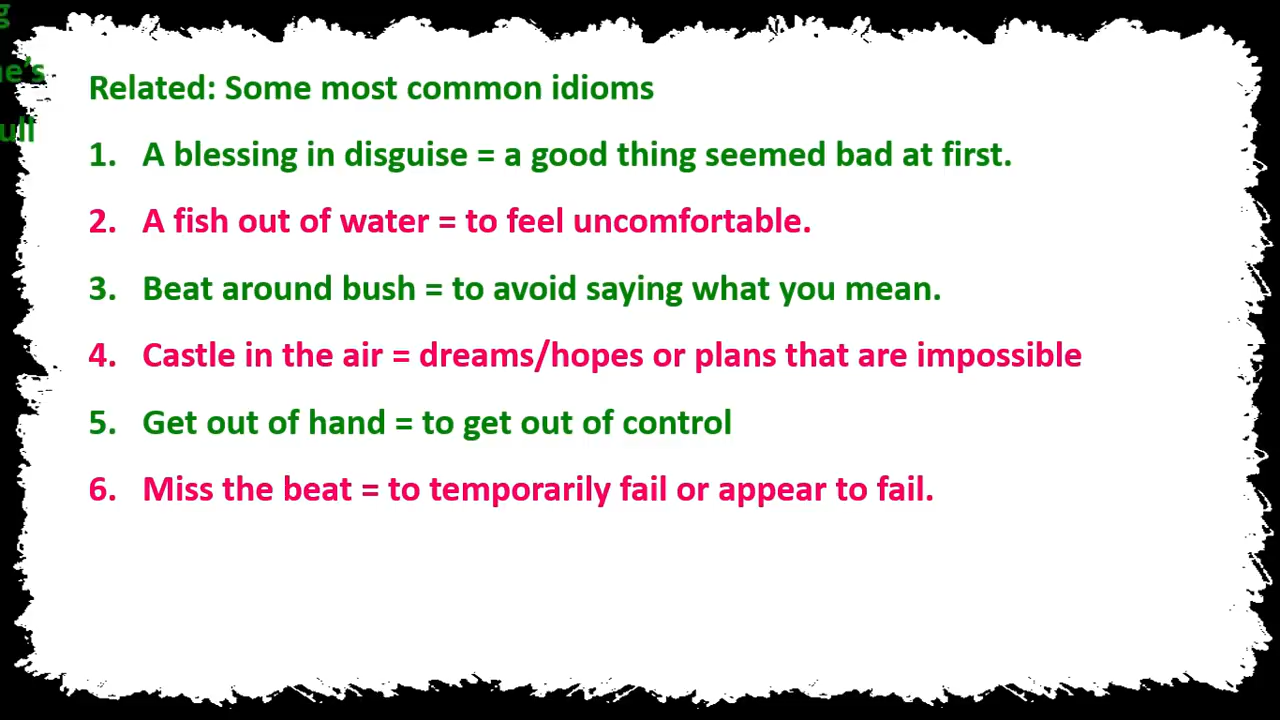 Related: Some most common idioms
1. A blessing in disguise = a good thing seemed bad at first.
2. A fish out of water = to feel uncomfortable.
3. Beat around bush = to avoid saying what you mean.
4. Castle in the air = dreams/hopes or plans that are impossible
5. Get out of hand = to get out of control
6. Miss the beat = to temporarily fail or appear to fail.